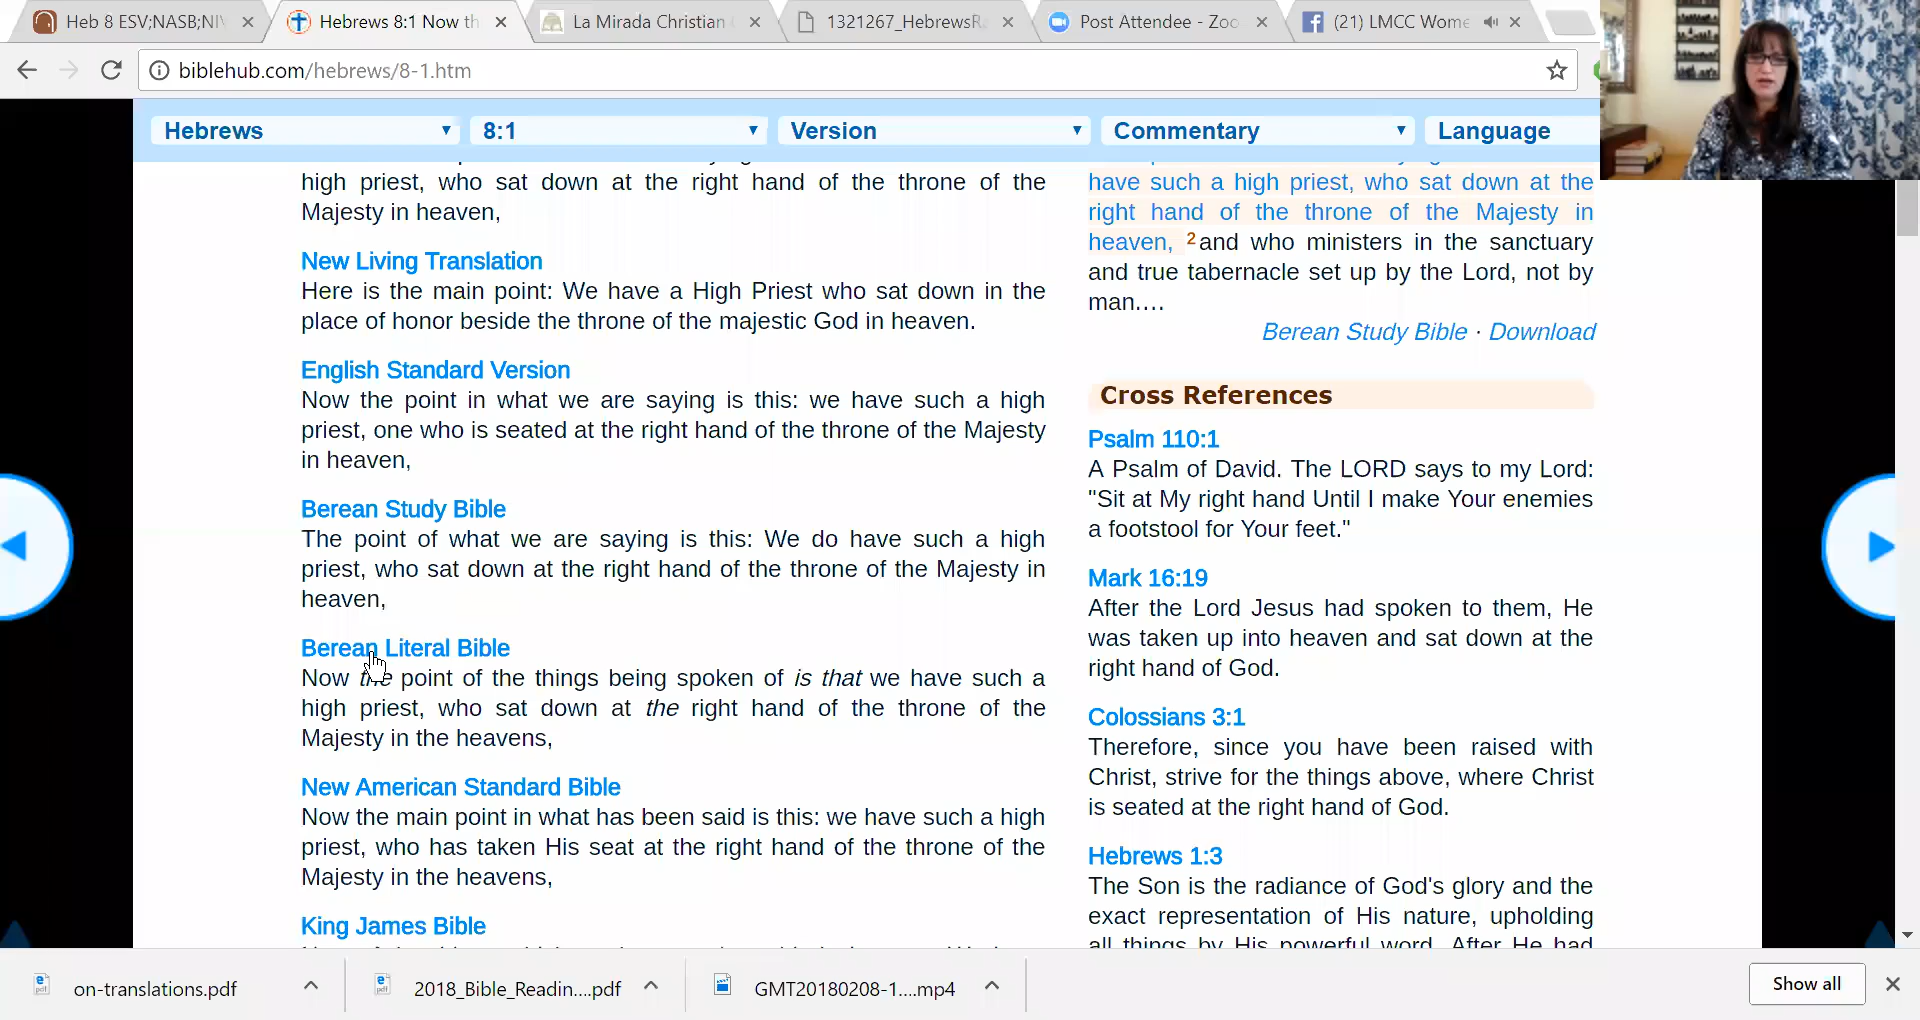 Heb 8 ESV;NASB;NIV
Hebrews 8:1 Now th
La Mirada Christian
1321267_HebrewsR
Post Attendee - Zoo
(21) LMCC Wome
biblehub.com/hebrews/8-1.htm
Hebrews 8:1 Version Commentary Language
high priest, who sat down at the right hand of the throne of the
Majesty in heaven,
New Living Translation
Here is the main point: We have a High Priest who sat down in the
place of honor beside the throne of the majestic God in heaven.
English Standard Version
Now the point in what we are saying is this: we have such a high
priest, one who is seated at the right hand of the throne of the Majesty
in heaven,
Berean Study Bible
The point of what we are saying is this: We do have such a high
priest, who sat down at the right hand of the throne of the Majesty in
heaven,
Berean Literal Bible
Now the point of the things being spoken of is that we have such a
high priest, who sat down at the right hand of the throne of the
Majesty in the heavens,
New American Standard Bible
Now the main point in what has been said is this: we have such a high
priest, who has taken His seat at the right hand of the throne of the
Majesty in the heavens,
King James Bible
have such a high priest, who sat down at the
right hand of the throne of the Majesty in
heaven, 2and who ministers in the sanctuary
and true tabernacle set up by the Lord, not by
man....
Berean Study Bible · Download
Cross References
Psalm 110:1
A Psalm of David. The LORD says to my Lord:
"Sit at My right hand Until I make Your enemies
a footstool for Your feet."
Mark 16:19
After the Lord Jesus had spoken to them, He
was taken up into heaven and sat down at the
right hand of God.
Colossians 3:1
Therefore, since you have been raised with
Christ, strive for the things above, where Christ
is seated at the right hand of God.
Hebrews 1:3
The Son is the radiance of God's glory and the
exact representation of His nature, upholding
all things by His powerful word. After He had
on-translations.pdf
2018_Bible_Readin....pdf
GMT20180208-1....mp4
Show all